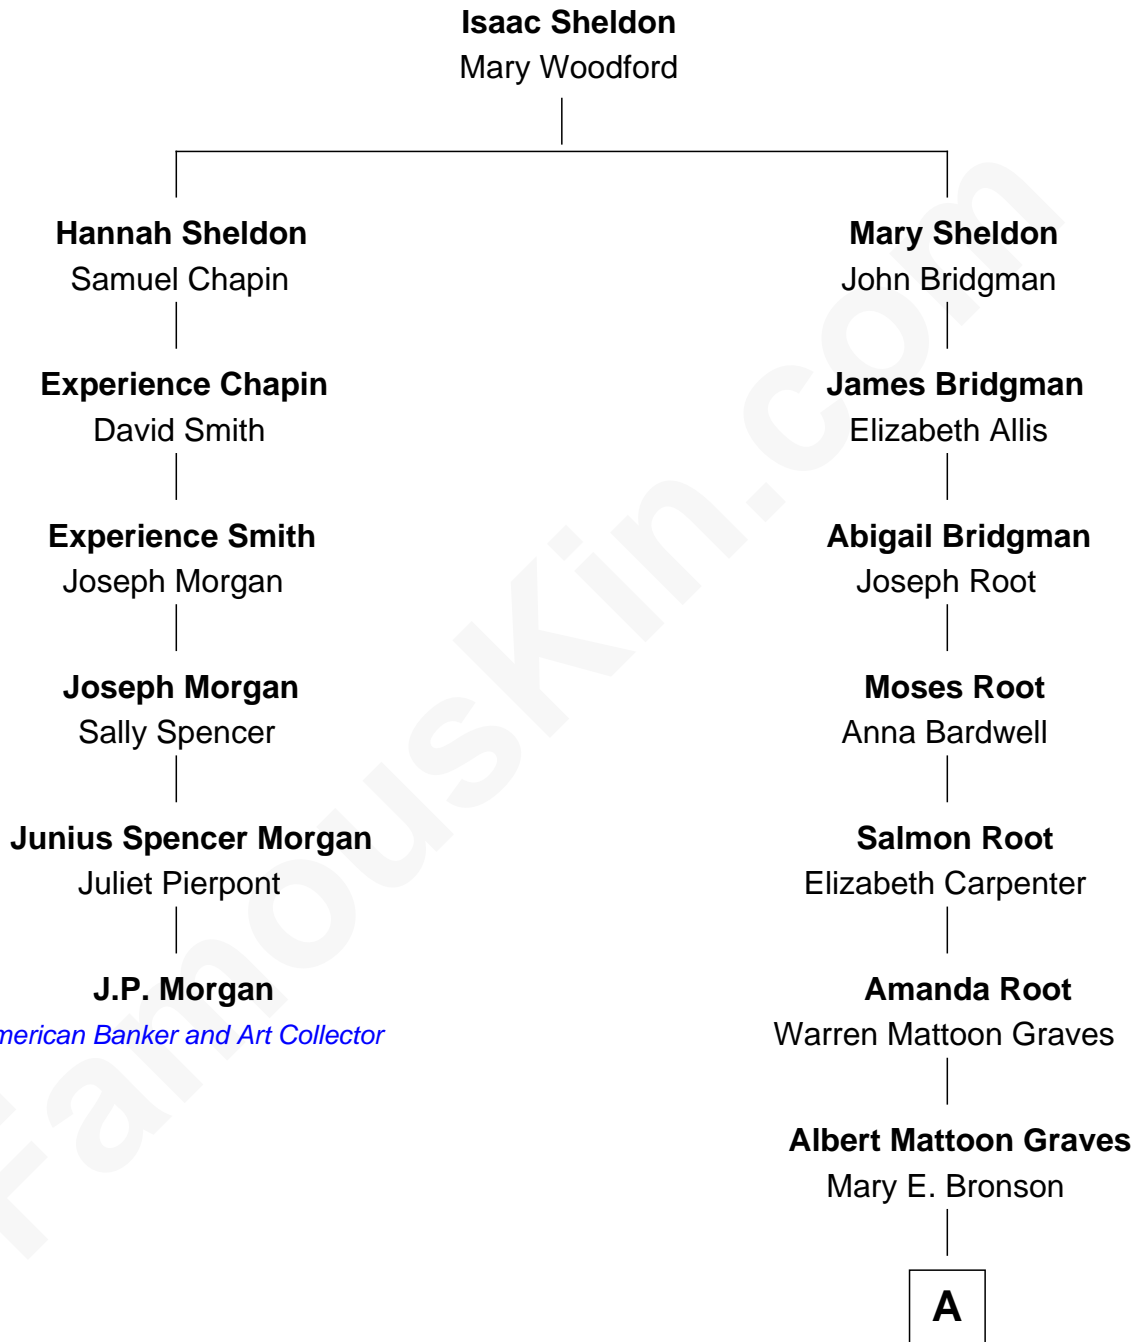 Isaac Sheldon
Mary Woodford
Hannah Sheldon
Samuel Chapin
Mary Sheldon
John Bridgman
Experience Chapin
David Smith
James Bridgman
Elizabeth Allis
Experience Smith
Joseph Morgan
Abigail Bridgman
Joseph Root
Joseph Morgan
Sally Spencer
Moses Root
Anna Bardwell
Junius Spencer Morgan
Juliet Pierpont
Salmon Root
Elizabeth Carpenter
J.P. Morgan
merican Banker and Art Collector
Amanda Root
Warren Mattoon Graves
Albert Mattoon Graves
Mary E. Bronson
A
FamousKin.com